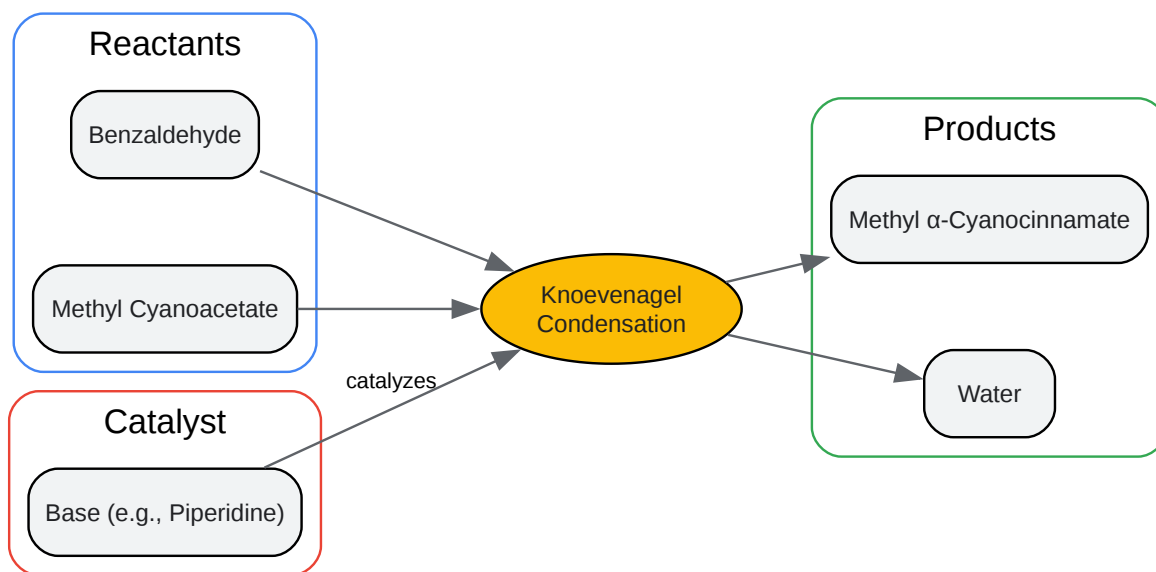 Reactants
Benzaldehyde
Methyl Cyanoacetate
Catalyst
Base (e.g., Piperidine)
catalyzes
Knoevenagel
Condensation
Products
Methyl α-Cyanocinnamate
Water